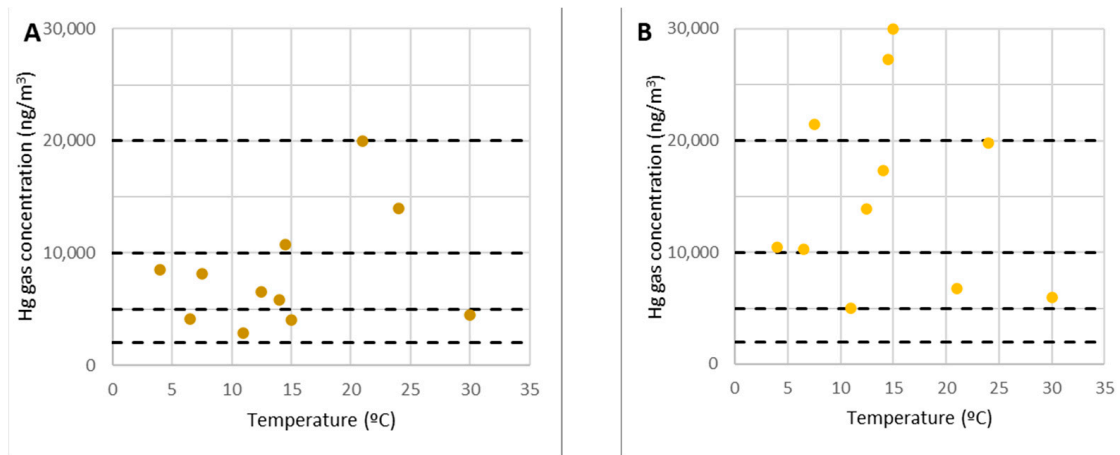 A
30,000
20,000
10,000
0
0 5 10 15 20 25 30 35
Hg gas concentration (ng/m³)
Temperature (ºC)
B
30,000
20,000
10,000
0
0 5 10 15 20 25 30 35
Hg gas concentration (ng/m³)
Temperature (ºC)